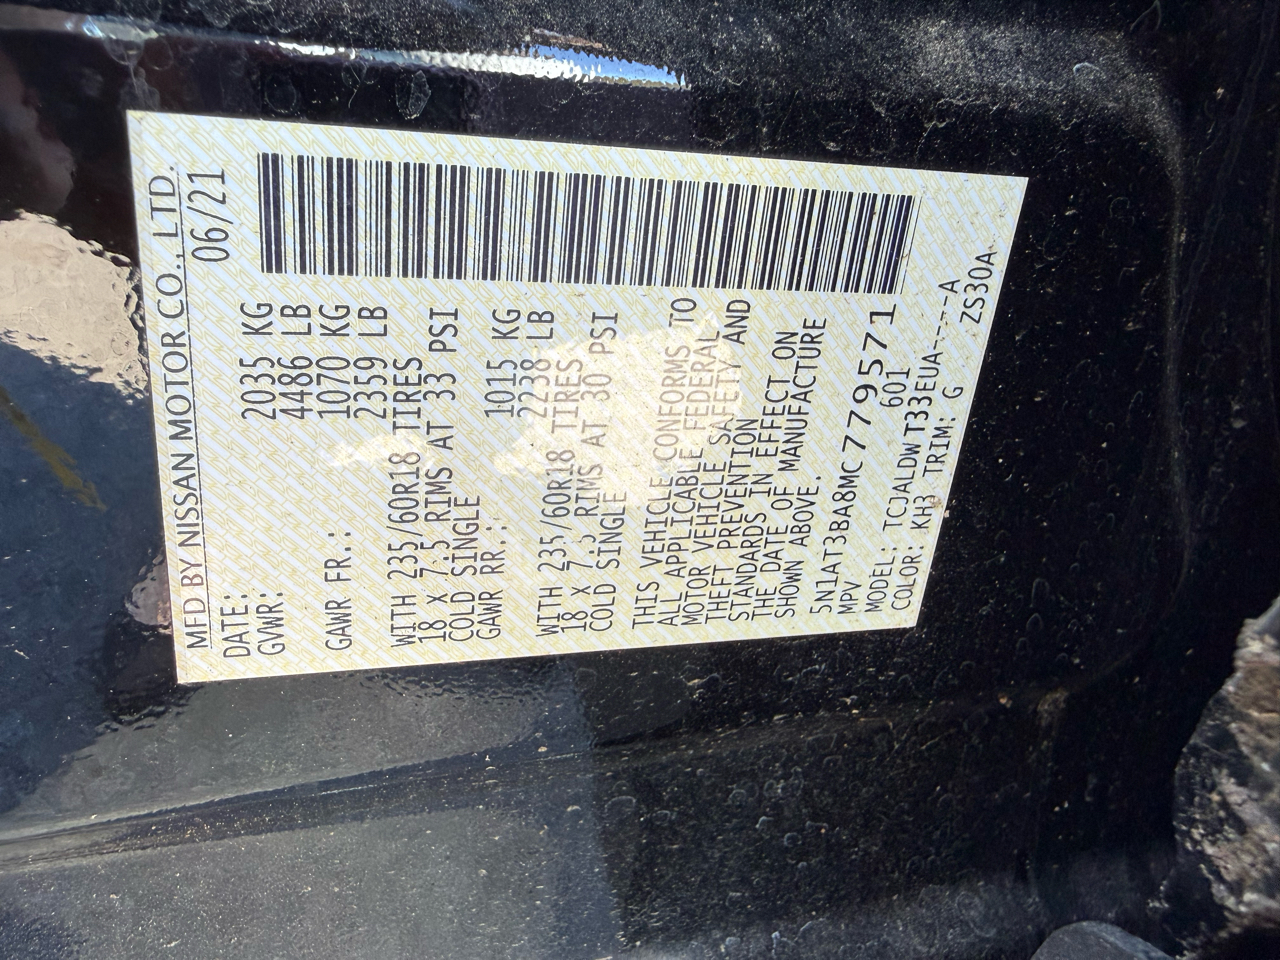 MFD BY NISSAN MOTOR CO., LTD.
DATE: 06/21
GVWR: 2035 KG
4486 LB
GAWR FR.: 1070 KG
2359 LB
WITH 235/60R18 TIRES
18 X 7.5 RIMS AT 33 PSI
COLD SINGLE
GAWR RR.: 1015 KG
2238 LB
WITH 235/60R18 TIRES
18 X 7.5 RIMS AT 30 PSI
COLD SINGLE
THIS VEHICLE CONFORMS TO
ALL APPLICABLE FEDERAL
MOTOR VEHICLE SAFETY AND
THEFT PREVENTION
STANDARDS IN EFFECT ON
THE DATE OF MANUFACTURE
SHOWN ABOVE.
5N1AT3BA8MC779571
MPV 601
MODEL: TCJALDWT33EUA----A
COLOR: KH3 TRIM: G ZS30A